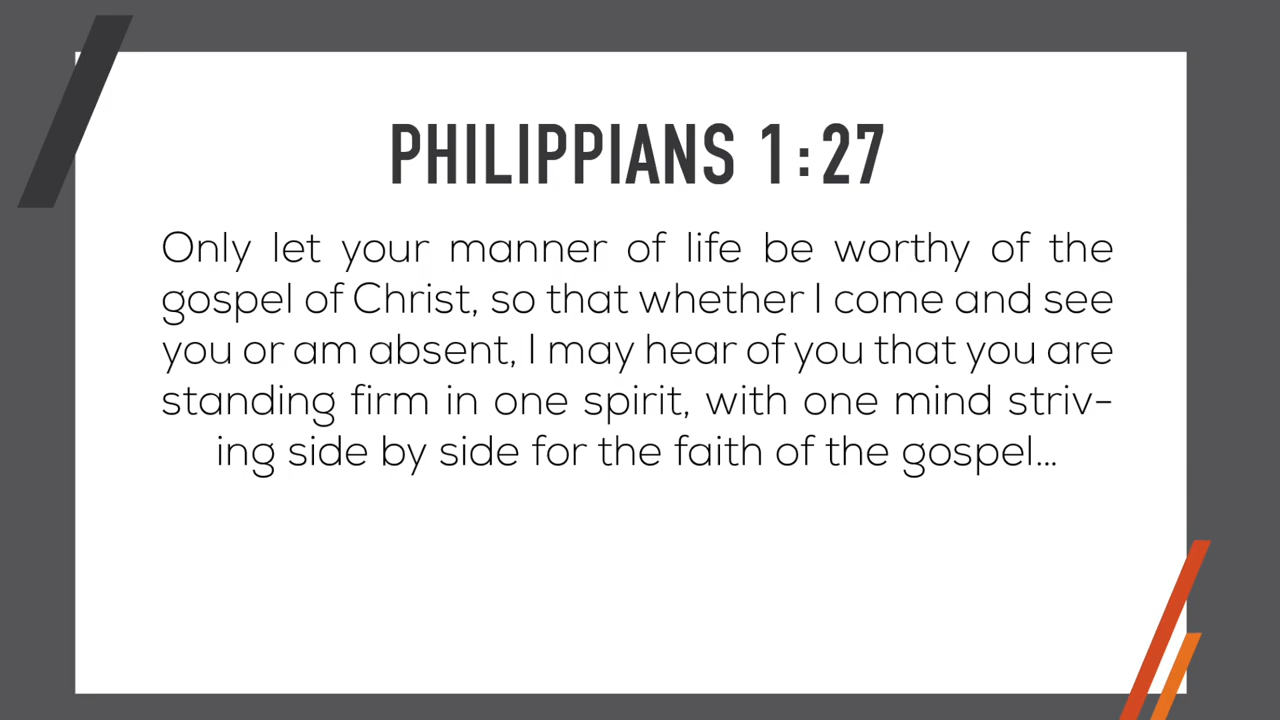 PHILIPPIANS 1:27
Only let your manner of life be worthy of the
gospel of Christ, so that whether I come and see
you or am absent, I may hear of you that you are
standing firm in one spirit, with one mind striv-
ing side by side for the faith of the gospel...